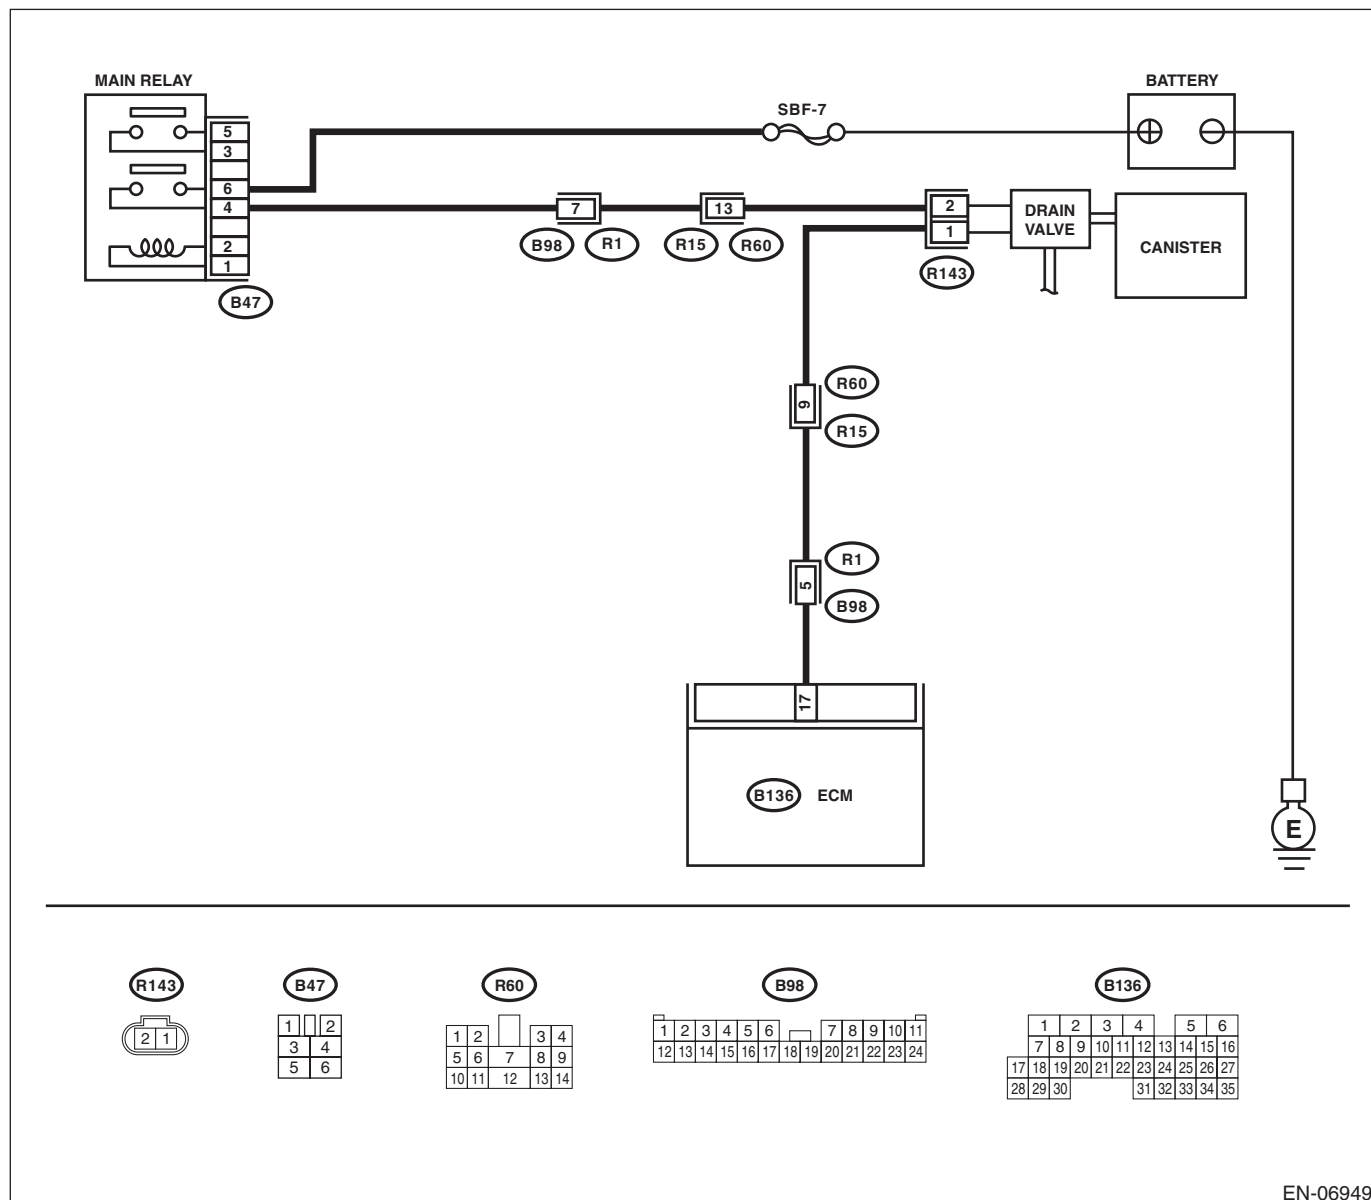 MAIN RELAY
BATTERY
SBF-7
5
3
6
4
2
1
B47
7
B98 R1
13
R15 R60
2
1
R143
DRAIN
VALVE
CANISTER
9
R60
R15
5
R1
B98
17
B136 ECM
E
R143
2 1
B47
1 2
3 4
5 6
R60
1 2 3 4
5 6 7 8 9
10 11 12 13 14
B98
1 2 3 4 5 6 7 8 9 10 11
12 13 14 15 16 17 18 19 20 21 22 23 24
B136
1 2 3 4 5 6
7 8 9 10 11 12 13 14 15 16
17 18 19 20 21 22 23 24 25 26 27
28 29 30 31 32 33 34 35
EN-06949